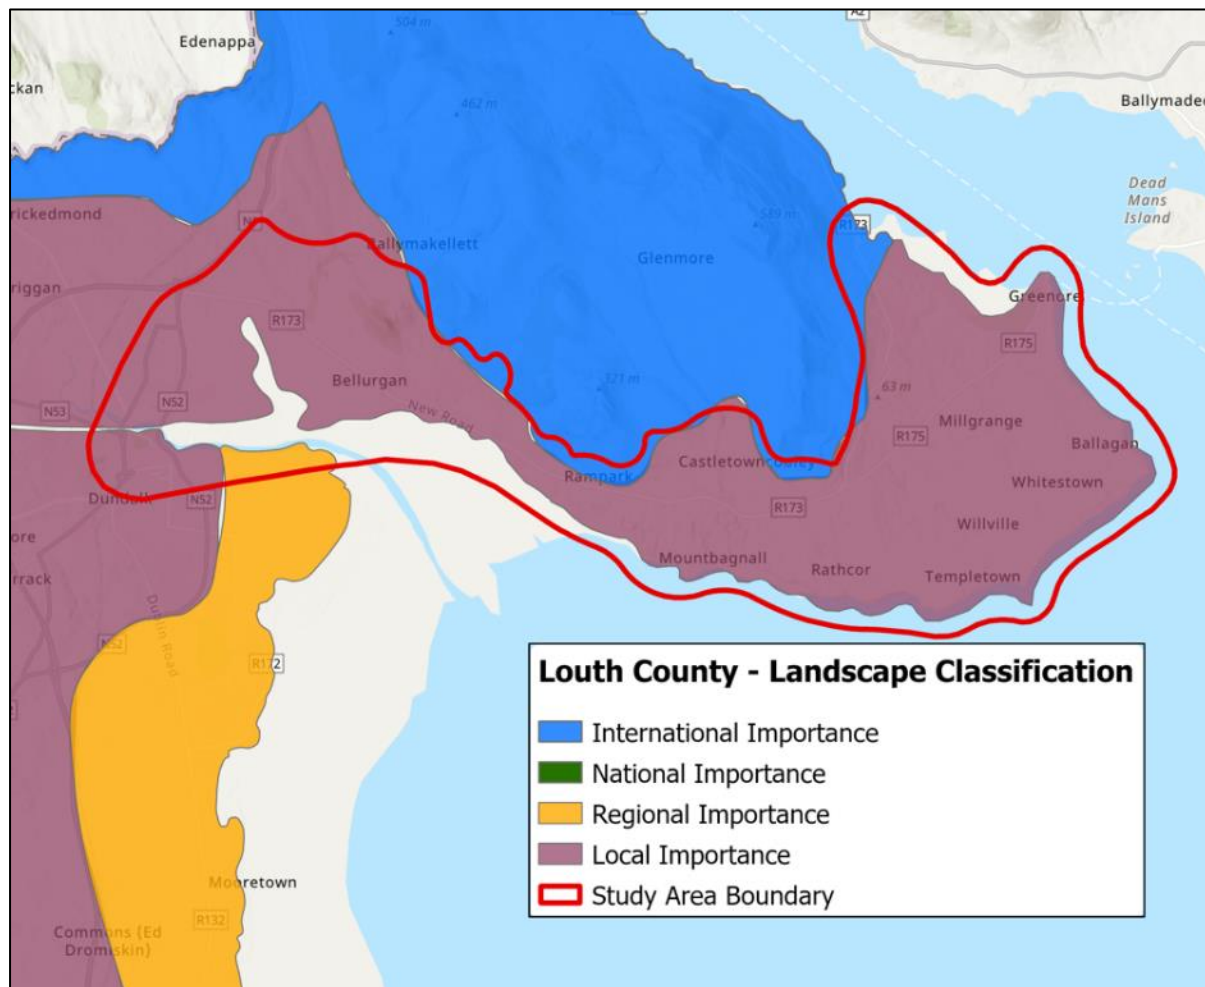 504 m
A2
Edenappa
ckan
462 m
Ballymadee
Dead
Mans
Island
rickedmond
589 m
R173
Ballymakellett
Glenmore
riggan
Greenore
R173
R175
321 m
63 m
Bellurgan
N52
N53
New Road
Millgrange
R175
Ballagan
Castletowncooley
Rampark
Whitestown
Dundalk
N52
R173
Willville
ore
Mountbagnall
Rathcor
Templetown
rrack
Dublin Road
N52
R172
Louth County - Landscape Classification
International Importance
National Importance
Regional Importance
Local Importance
Study Area Boundary
Mooretown
R132
Commons (Ed
Dromiskin)